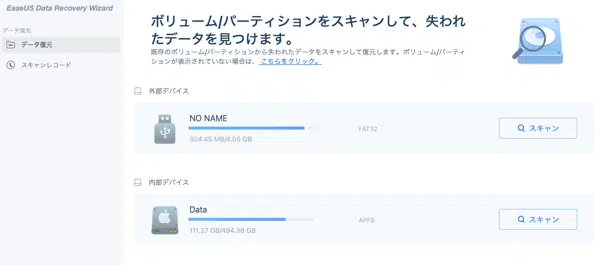 EaseUS Data Recovery Wizard
データ復元
データ復元
スキャンレコード
ボリューム/パーティションをスキャンして、失われ
たデータを見つけます。
既存のボリューム/パーティションから失われたデータをスキャンして復元します。ボリューム/パーティ
ションが表示されていない場合は、 こちらをクリック。
外部デバイス
NO NAME
304.45 MB/4.00 GB
FAT32
スキャン
内部デバイス
Data
111.27 GB/494.38 GB
APFS
スキャン